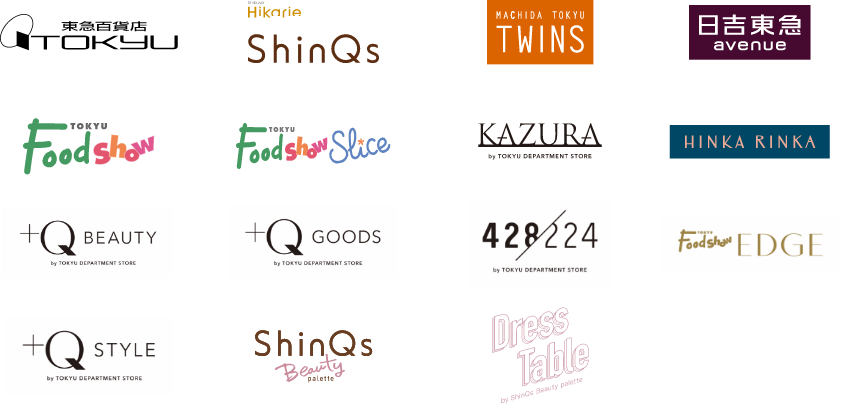 東急百貨店
TOKYU
Hikarie
ShinQs
MACHIDA TOKYU
TWINS
日吉東急
avenue
TOKYU
Foodshow
TOKYU
Foodshow Slice
KAZURA
by TOKYU DEPARTMENT STORE
HINKA RINKA
+Q BEAUTY
by TOKYU DEPARTMENT STORE
+Q GOODS
by TOKYU DEPARTMENT STORE
428/224
by TOKYU DEPARTMENT STORE
TOKYU
Foodshow EDGE
+Q STYLE
by TOKYU DEPARTMENT STORE
ShinQs
Beauty
palette
Dress
Table
by ShinQs Beauty palette